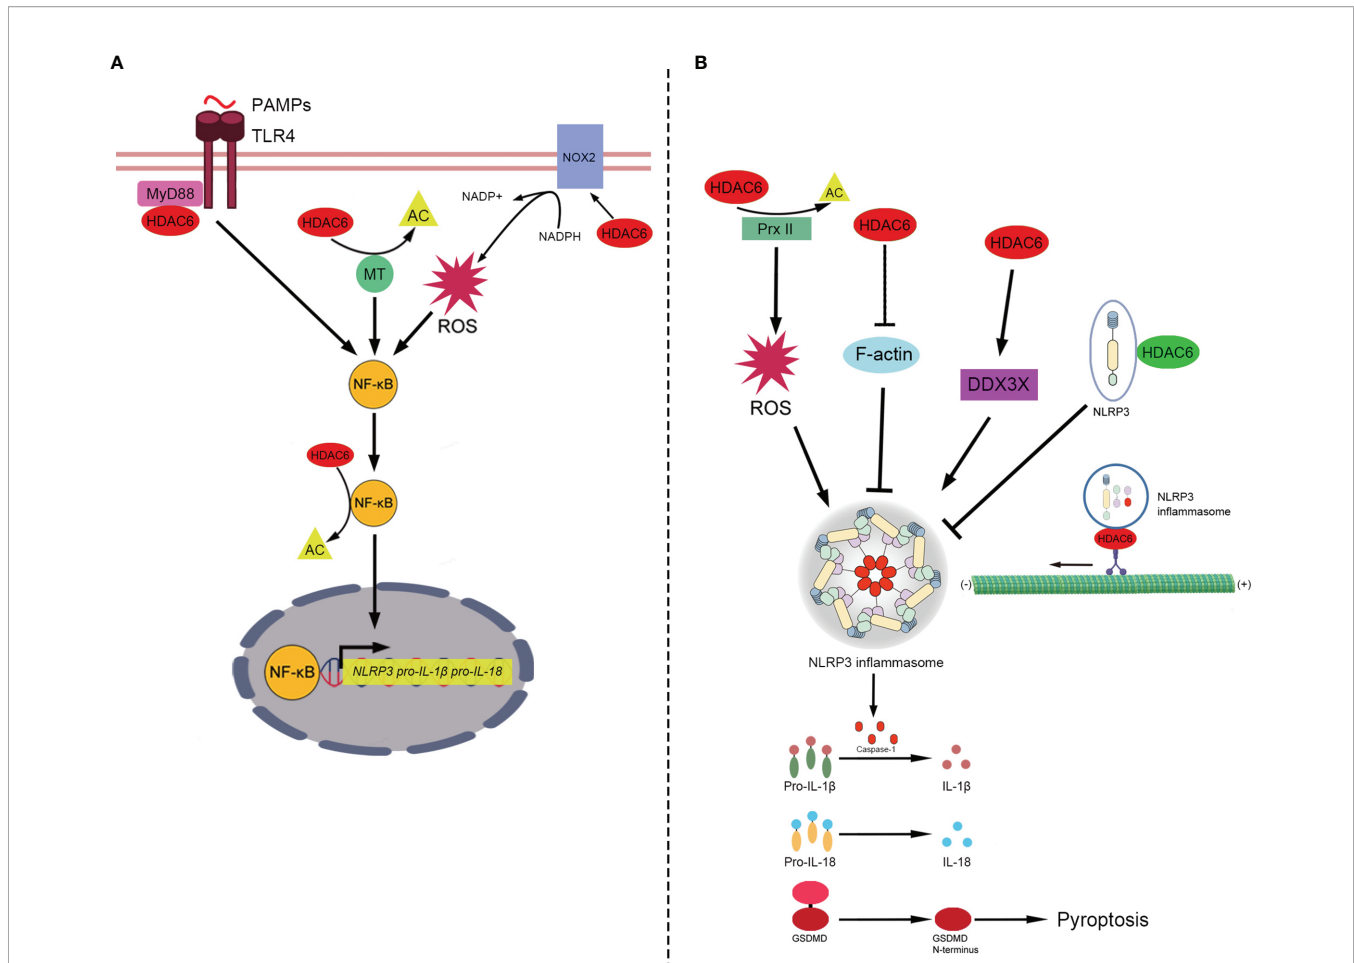 A
PAMPs
TLR4
MyD88
HDAC6
HDAC6
AC
MT
NADP+
NADPH
NOX2
HDAC6
ROS
NF-κB
HDAC6
NF-κB
AC
NF-κB
NLRP3 pro-IL-1β pro-IL-18
B
HDAC6
AC
Prx II
ROS
HDAC6
F-actin
HDAC6
DDX3X
HDAC6
NLRP3
NLRP3
inflammasome
HDAC6
(-)
(+)
NLRP3 inflammasome
Caspase-1
Pro-IL-1β
IL-1β
Pro-IL-18
IL-18
GSDMD
GSDMD
N-terminus
Pyroptosis